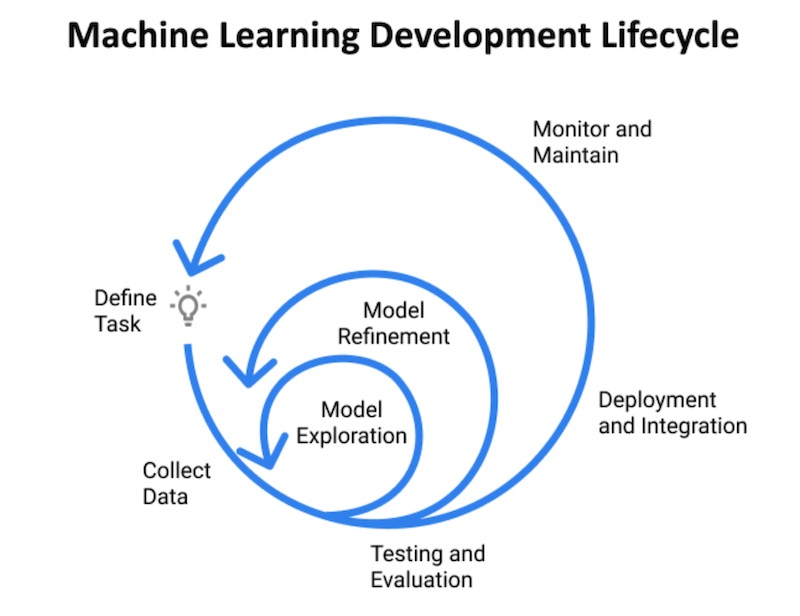 Machine Learning Development Lifecycle
Monitor and
Maintain
Define
Task
Model
Refinement
Model
Exploration
Deployment
and Integration
Collect
Data
Testing and
Evaluation